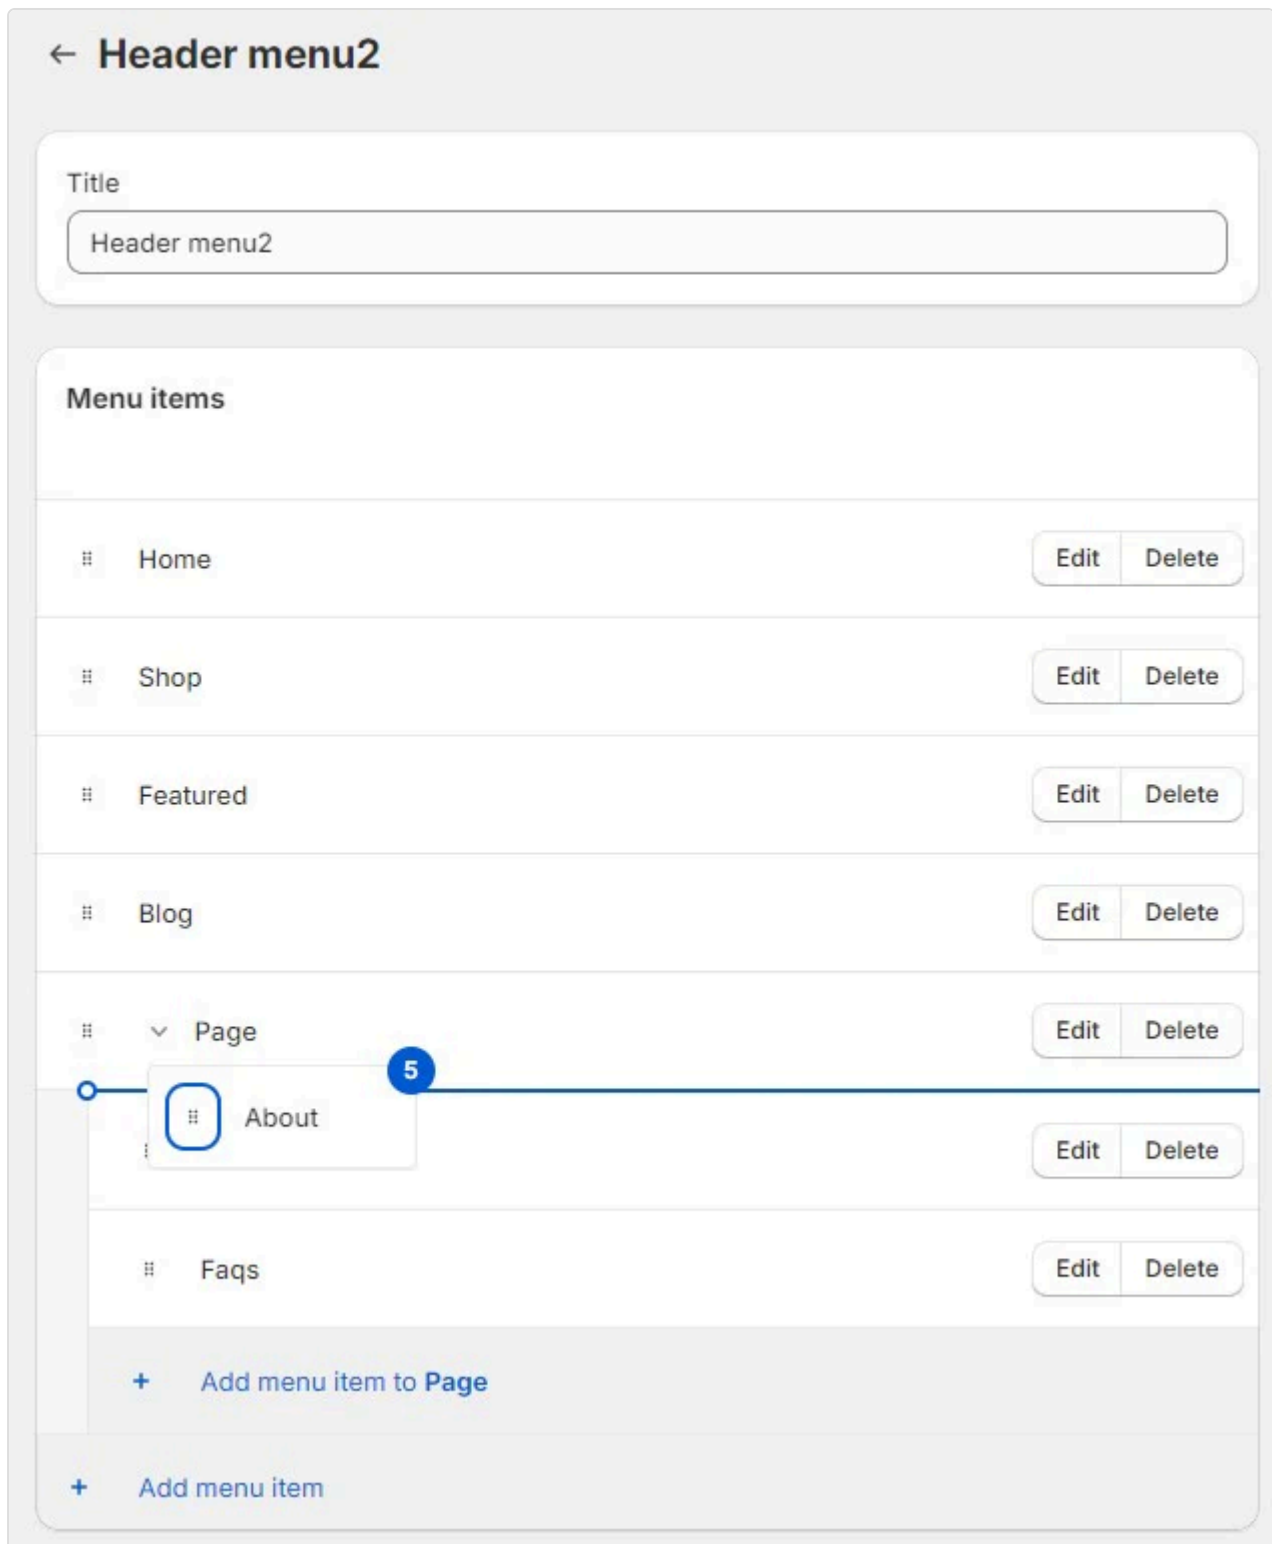 ← Header menu2
Title
Header menu2
Menu items
Home Edit Delete
Shop Edit Delete
Featured Edit Delete
Blog Edit Delete
Page Edit Delete
5
About
Edit Delete
Faqs Edit Delete
+ Add menu item to Page
+ Add menu item